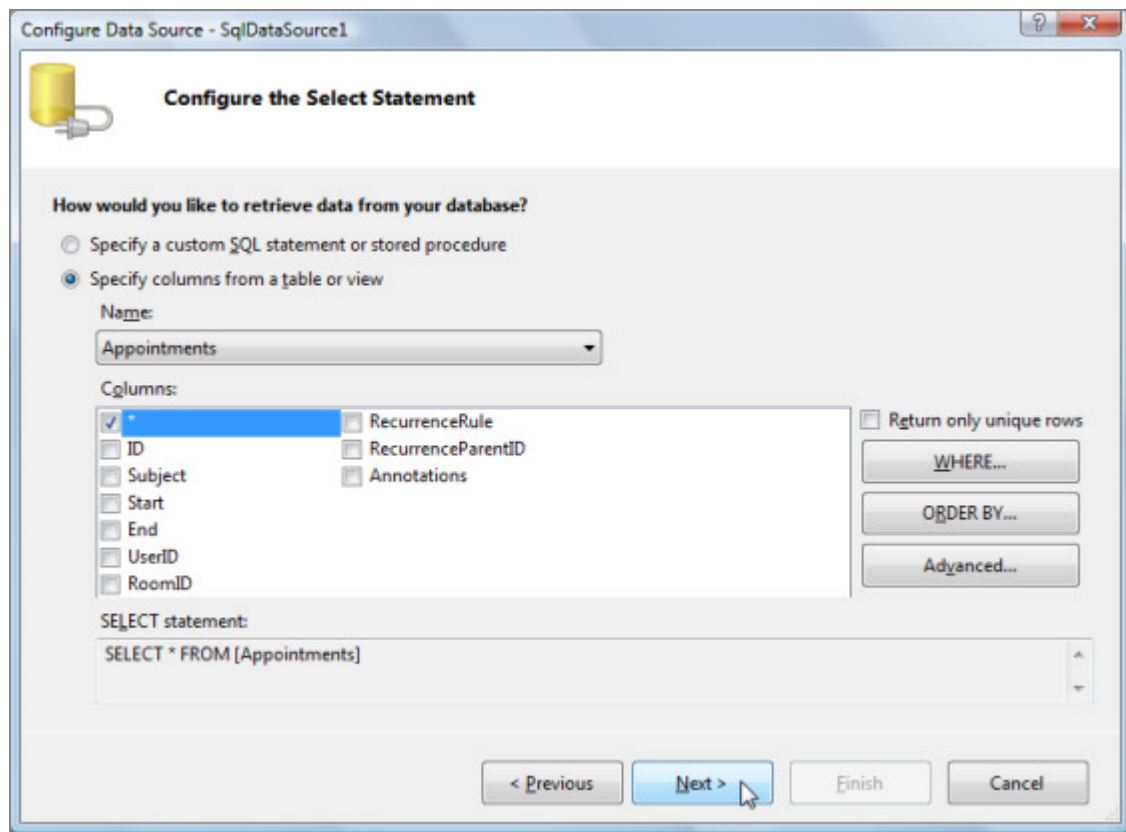 Configure Data Source - SqlDataSource1
Configure the Select Statement
How would you like to retrieve data from your database?
Specify a custom SQL statement or stored procedure
Specify columns from a table or view
Name:
Appointments
Columns:
* RecurrenceRule
ID RecurrenceParentID
Subject Annotations
Start
End
UserID
RoomID
Return only unique rows
WHERE...
ORDER BY...
Advanced...
SELECT statement:
SELECT * FROM [Appointments]
< Previous Next > Finish Cancel